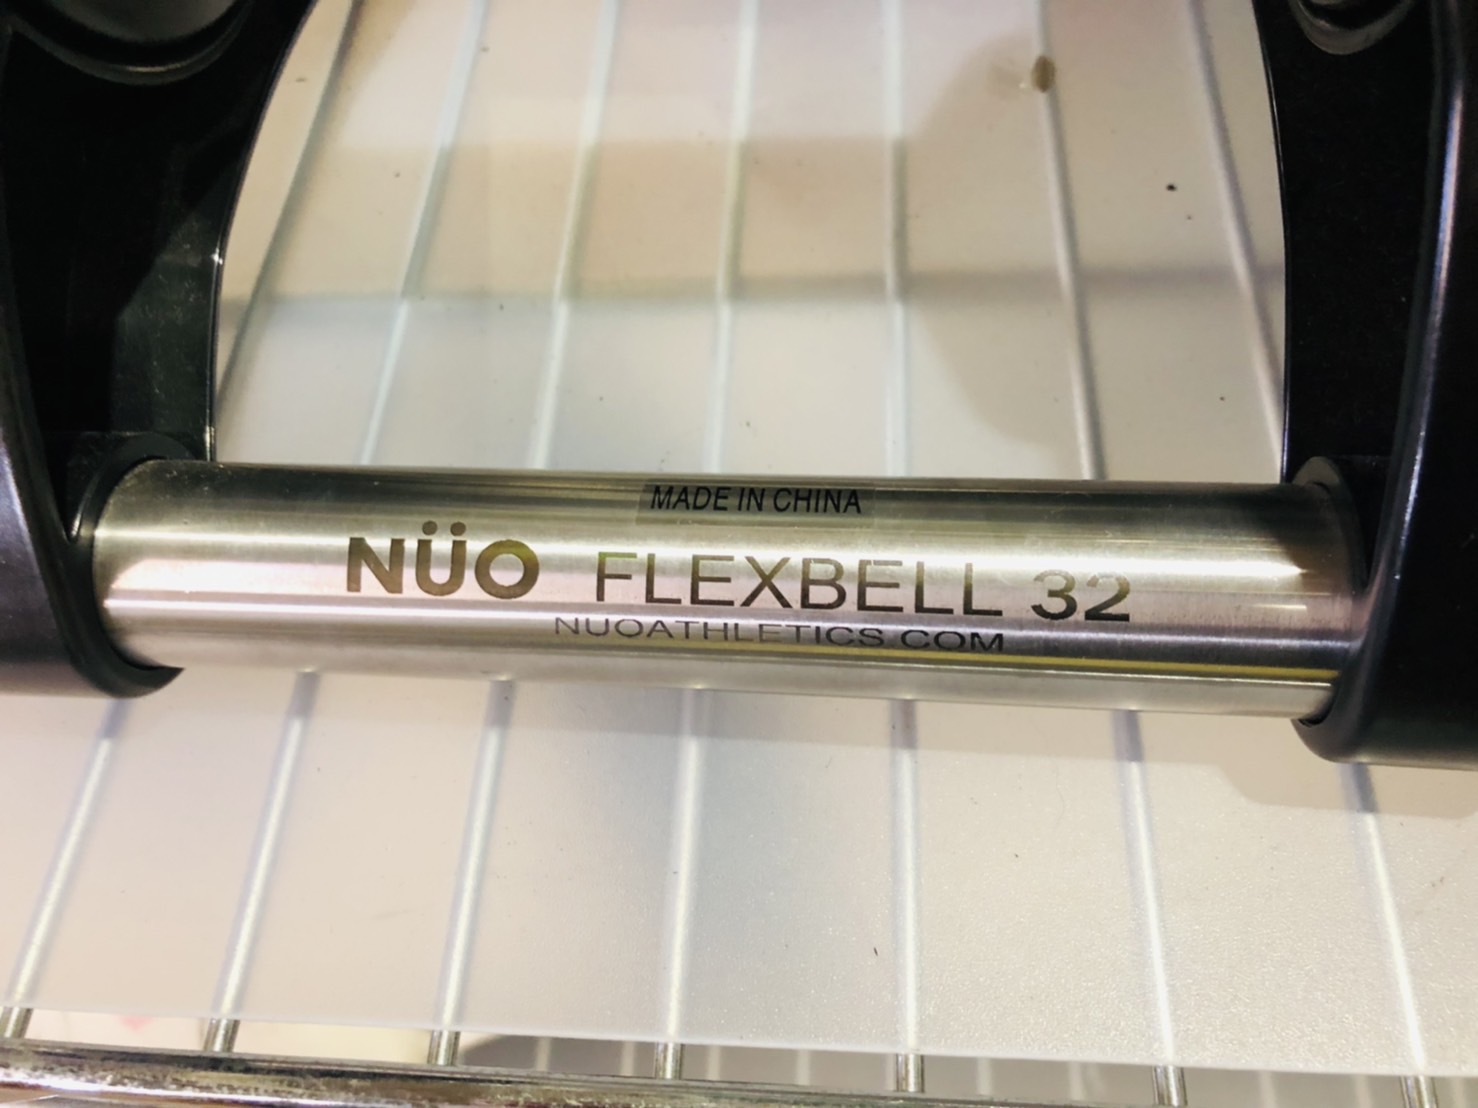 MADE IN CHINA
NÜO FLEXBELL 32
NUOATHLETICS.COM